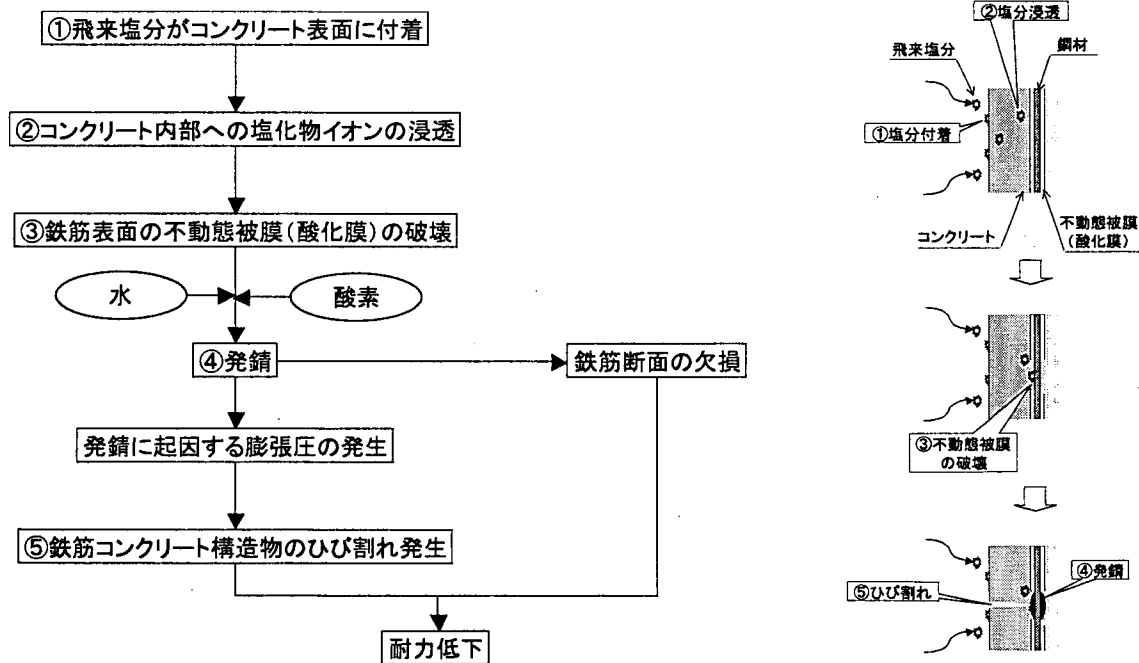 ①飛来塩分がコンクリート表面に付着
②コンクリート内部への塩化物イオンの浸透
③鉄筋表面の不動態被膜(酸化膜)の破壊
水
酸素
④発錆
鉄筋断面の欠損
発錆に起因する膨張圧の発生
⑤鉄筋コンクリート構造物のひび割れ発生
耐力低下
②塩分浸透
飛来塩分
鋼材
①塩分付着
コンクリート
不動態被膜
(酸化膜)
③不動態被膜
の破壊
④発錆
⑤ひび割れ